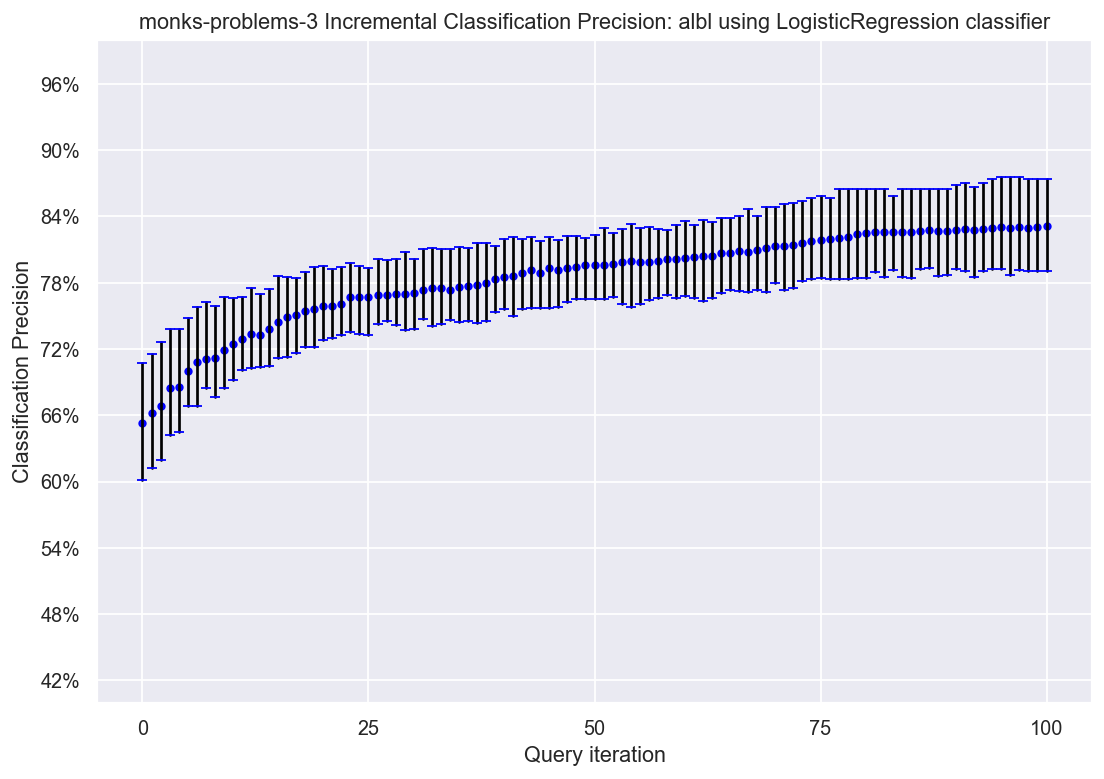 monks-problems-3 Incremental Classification Precision: albl using LogisticRegression classifier
96%
90%
84%
78%
72%
66%
60%
54%
48%
42%
Classification Precision
0 25 50 75 100
Query iteration